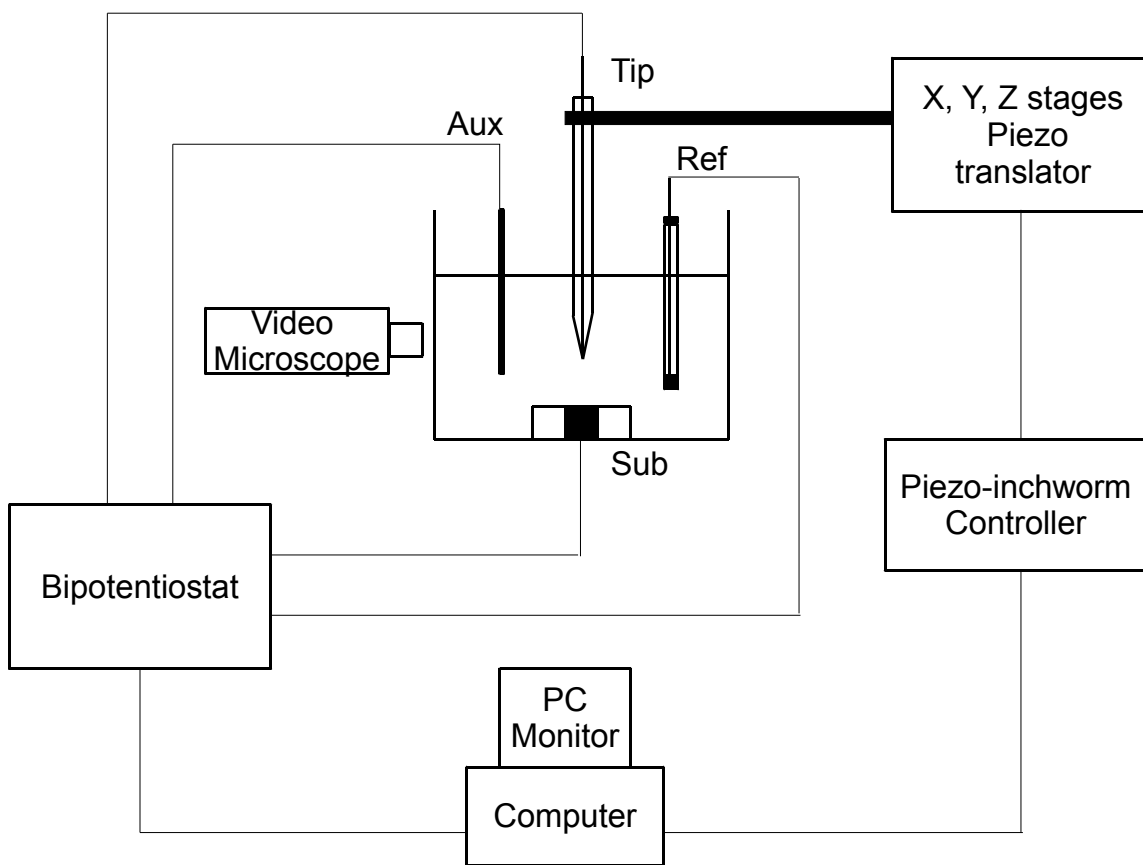 Tip
X, Y, Z stages
Piezo
translator
Aux
Ref
Video
Microscope
Sub
Piezo-inchworm
Controller
Bipotentiostat
PC
Monitor
Computer